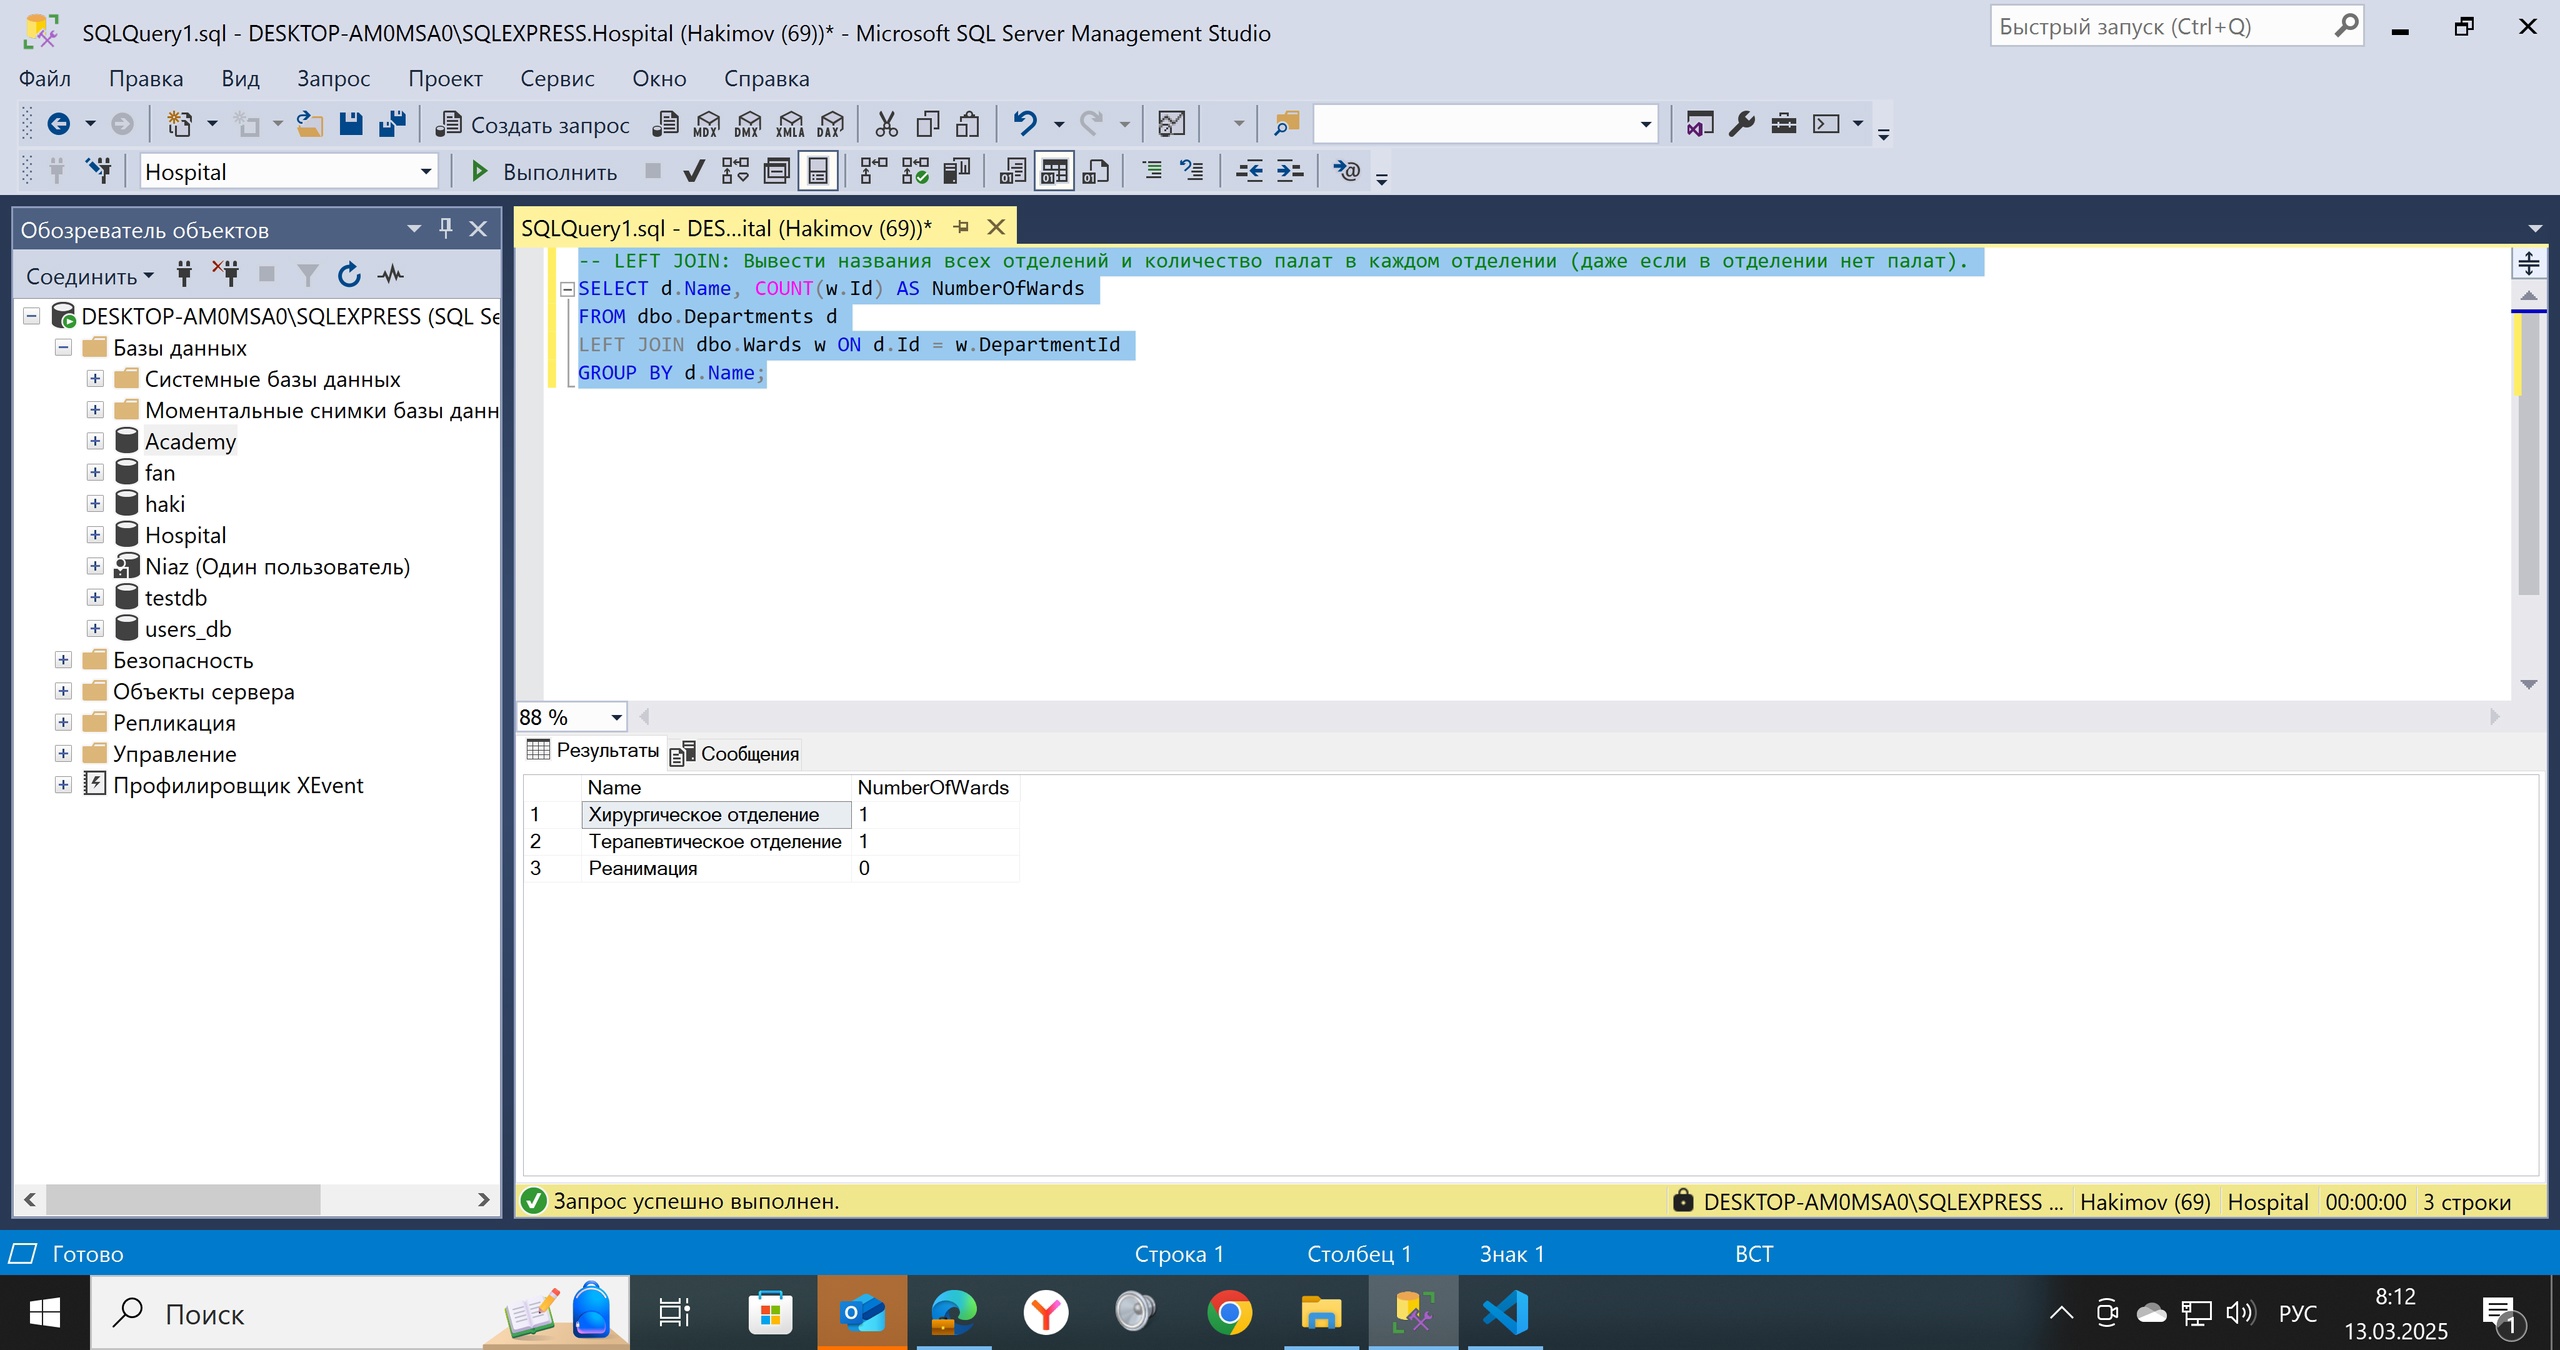 SQLQuery1.sql - DESKTOP-AM0MSA0\SQLEXPRESS.Hospital (Hakimov (69))* - Microsoft SQL Server Management Studio
Быстрый запуск (Ctrl+Q)
Файл Правка Вид Запрос Проект Сервис Окно Справка
Создать запрос MDX DMX XMLA DAX
Hospital Выполнить
Обозреватель объектов
Соединить
DESKTOP-AM0MSA0\SQLEXPRESS (SQL Se
Базы данных
Системные базы данных
Моментальные снимки базы данн
Academy
fan
haki
Hospital
Niaz (Один пользователь)
testdb
users_db
Безопасность
Объекты сервера
Репликация
Управление
Профилировщик XEvent
SQLQuery1.sql - DES...ital (Hakimov (69))*
-- LEFT JOIN: Вывести названия всех отделений и количество палат в каждом отделении (даже если в отделении нет палат).
SELECT d.Name, COUNT(w.Id) AS NumberOfWards
FROM dbo.Departments d
LEFT JOIN dbo.Wards w ON d.Id = w.DepartmentId
GROUP BY d.Name;
88 %
Результаты Сообщения
Name NumberOfWards
1 Хирургическое отделение 1
2 Терапевтическое отделение 1
3 Реанимация 0
Запрос успешно выполнен. DESKTOP-AM0MSA0\SQLEXPRESS ... Hakimov (69) Hospital 00:00:00 3 строки
Готово Строка 1 Столбец 1 Знак 1 ВСТ
Поиск
РУС
8:12
13.03.2025
1